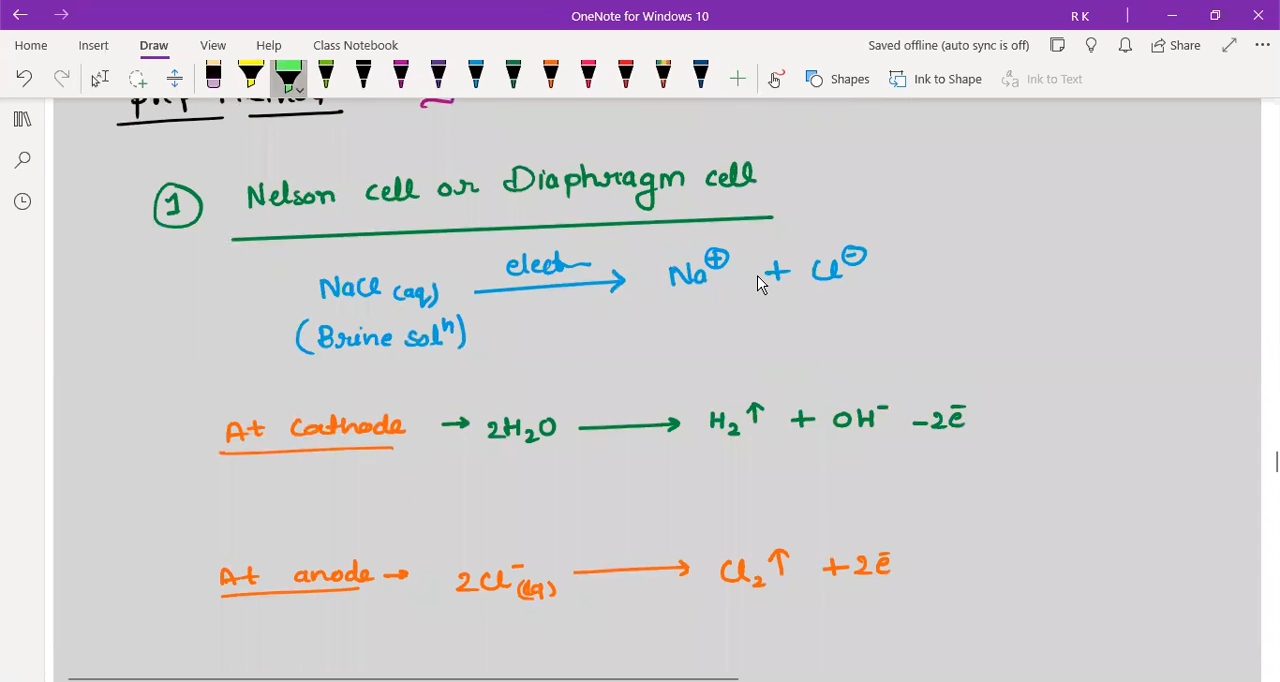 OneNote for Windows 10
R K
Home Insert Draw View Help Class Notebook
Saved offline (auto sync is off)
Share
Shapes
Ink to Shape
Ink to Text
① Nelson cell or Diaphragm cell
NaCl (aq) elect → Na⊕ + Cl⊖
(Brine solⁿ)
At cathode → 2H₂O → H₂↑ + OH⁻ -2ē
At anode → 2Cl⁻(aq) → Cl₂↑ +2ē